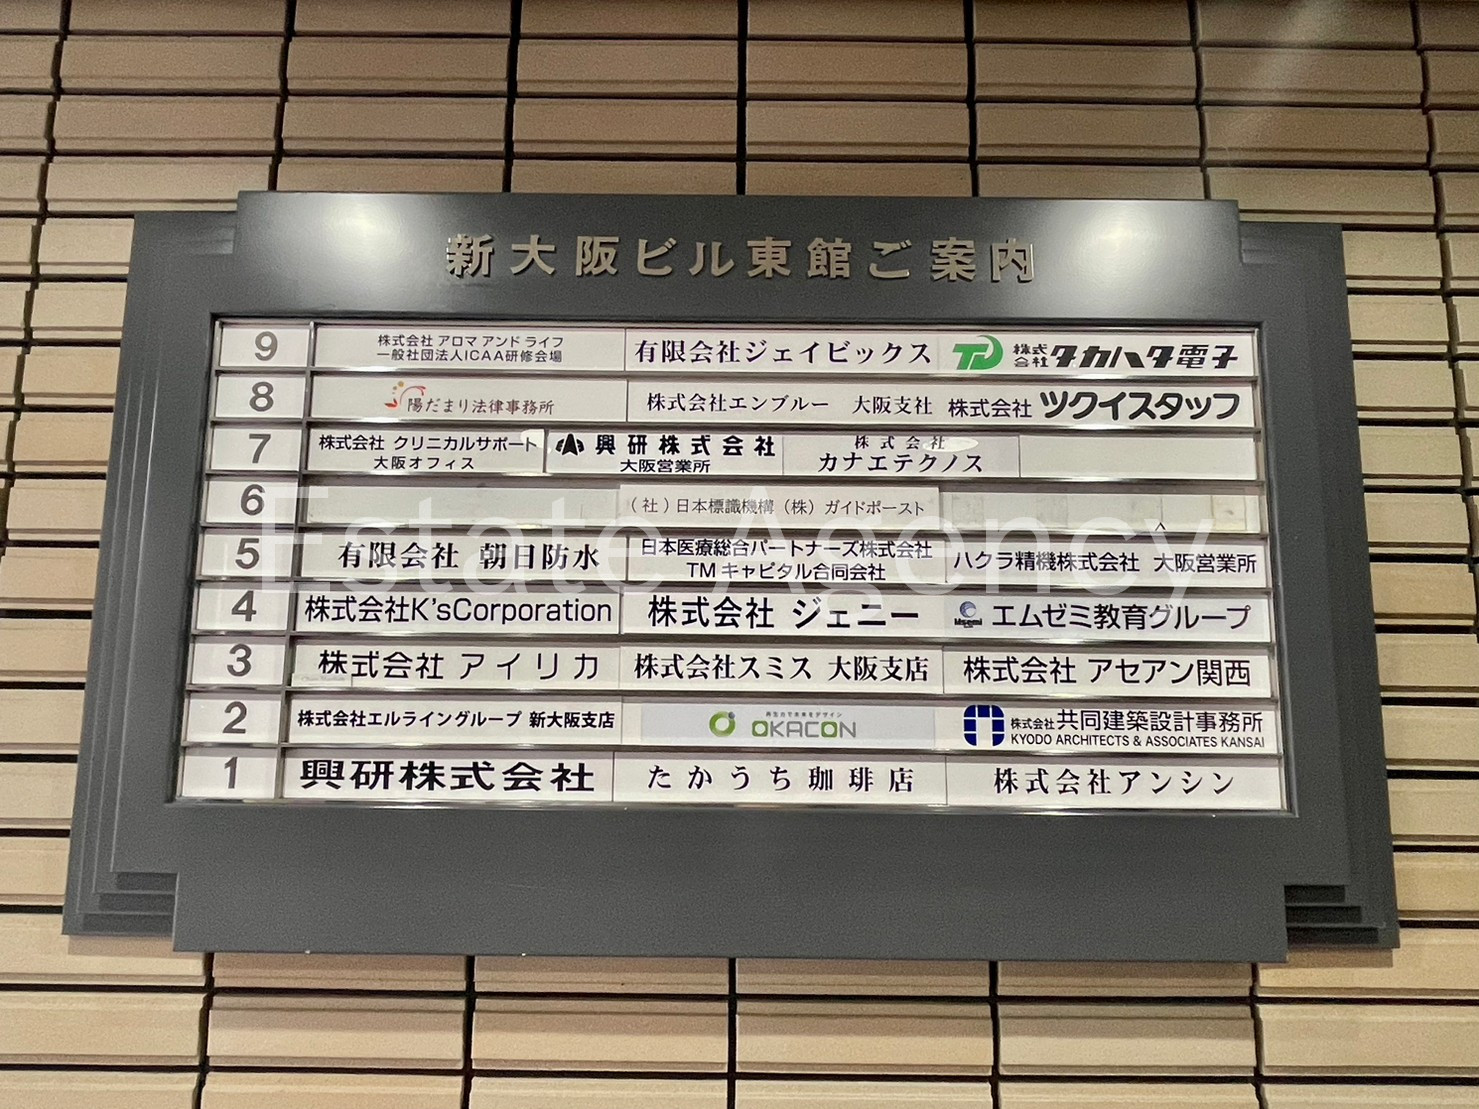 新大阪ビル東館ご案内
9
株式会社 アロマ アンド ライフ
一般社団法人ICAA研修会場
有限会社ジェイビックス
株式会社 タカハタ電子
8
陽だまり法律事務所
株式会社エンブルー 大阪支社
株式会社 ツクイスタッフ
7
株式会社 クリニカルサポート
大阪オフィス
興研株式会社
大阪営業所
株式会社
カナエテクノス
6
(社)日本標識機構(株)ガイドポースト
5
有限会社 朝日防水
日本医療総合パートナーズ株式会社
TMキャピタル合同会社
ハクラ精機株式会社 大阪営業所
4
株式会社K'sCorporation
株式会社 ジェニー
Msemi
エムゼミ教育グループ
3
株式会社 アイリカ
株式会社スミス 大阪支店
株式会社 アセアン関西
2
株式会社エルライングループ 新大阪支店
再生力で未来をデザイン
OKACON
株式会社共同建築設計事務所
KYODO ARCHITECTS & ASSOCIATES KANSAI
1
興研株式会社
たかうち珈琲店
株式会社アンシン
Estate Agency